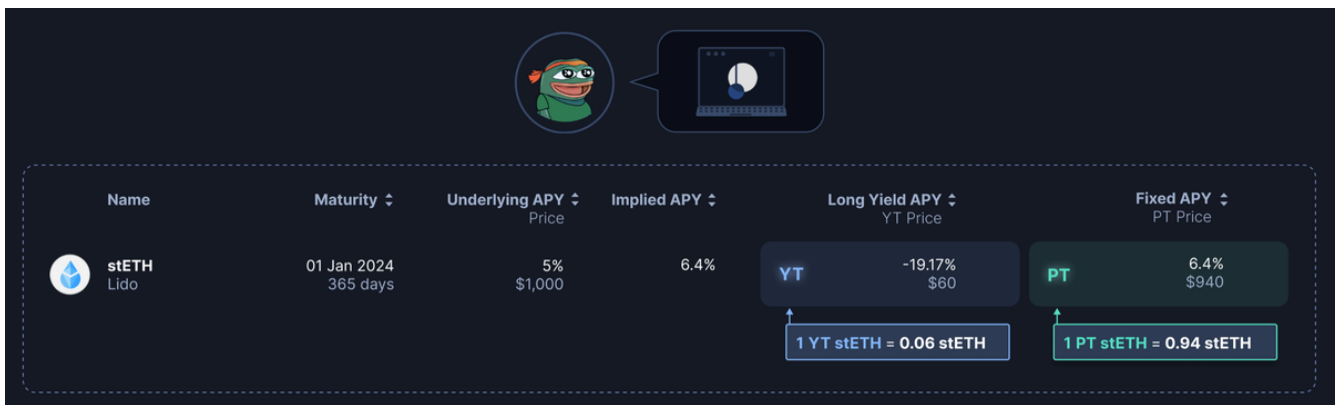 Name
Maturity
Underlying APY
Price
Implied APY
Long Yield APY
YT Price
Fixed APY
PT Price
stETH
Lido
01 Jan 2024
365 days
5%
$1,000
6.4%
YT
-19.17%
$60
PT
6.4%
$940
1 YT stETH = 0.06 stETH
1 PT stETH = 0.94 stETH